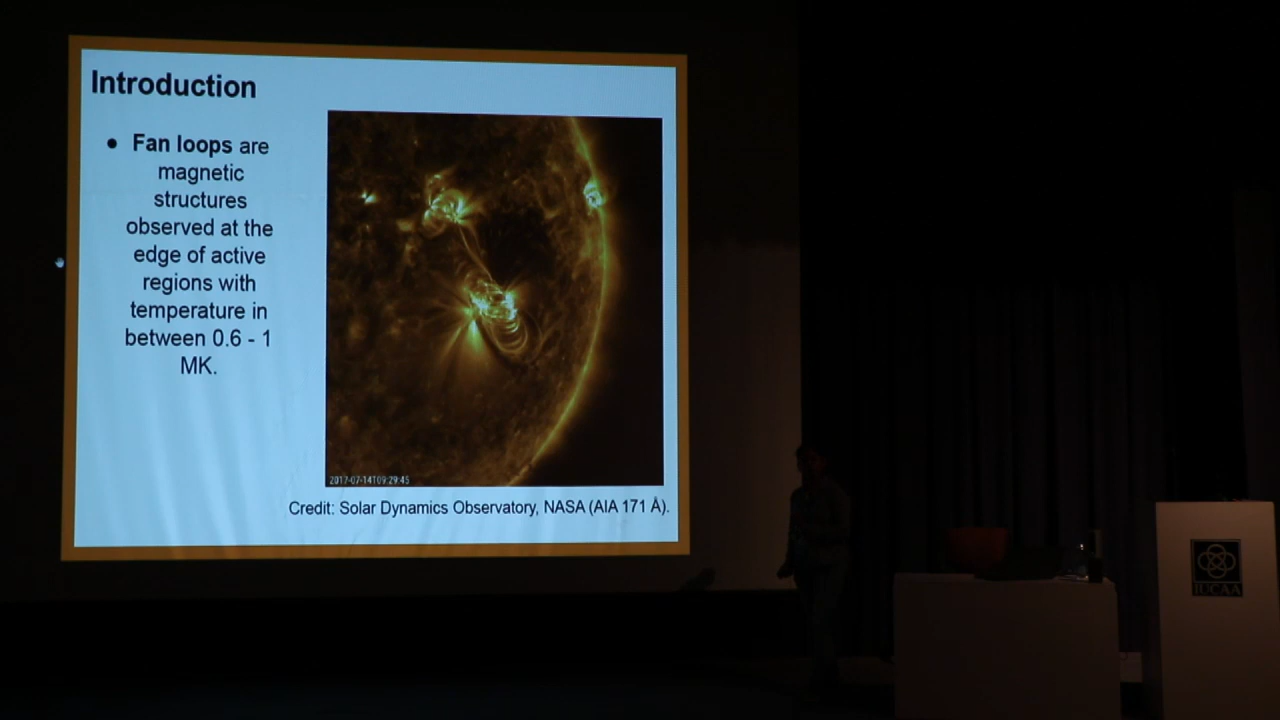 Introduction
● Fan loops are
magnetic
structures
observed at the
edge of active
regions with
temperature in
between 0.6 - 1
MK.
2017-07-14T09:29:45
Credit: Solar Dynamics Observatory, NASA (AIA 171 Å).
IUCAA